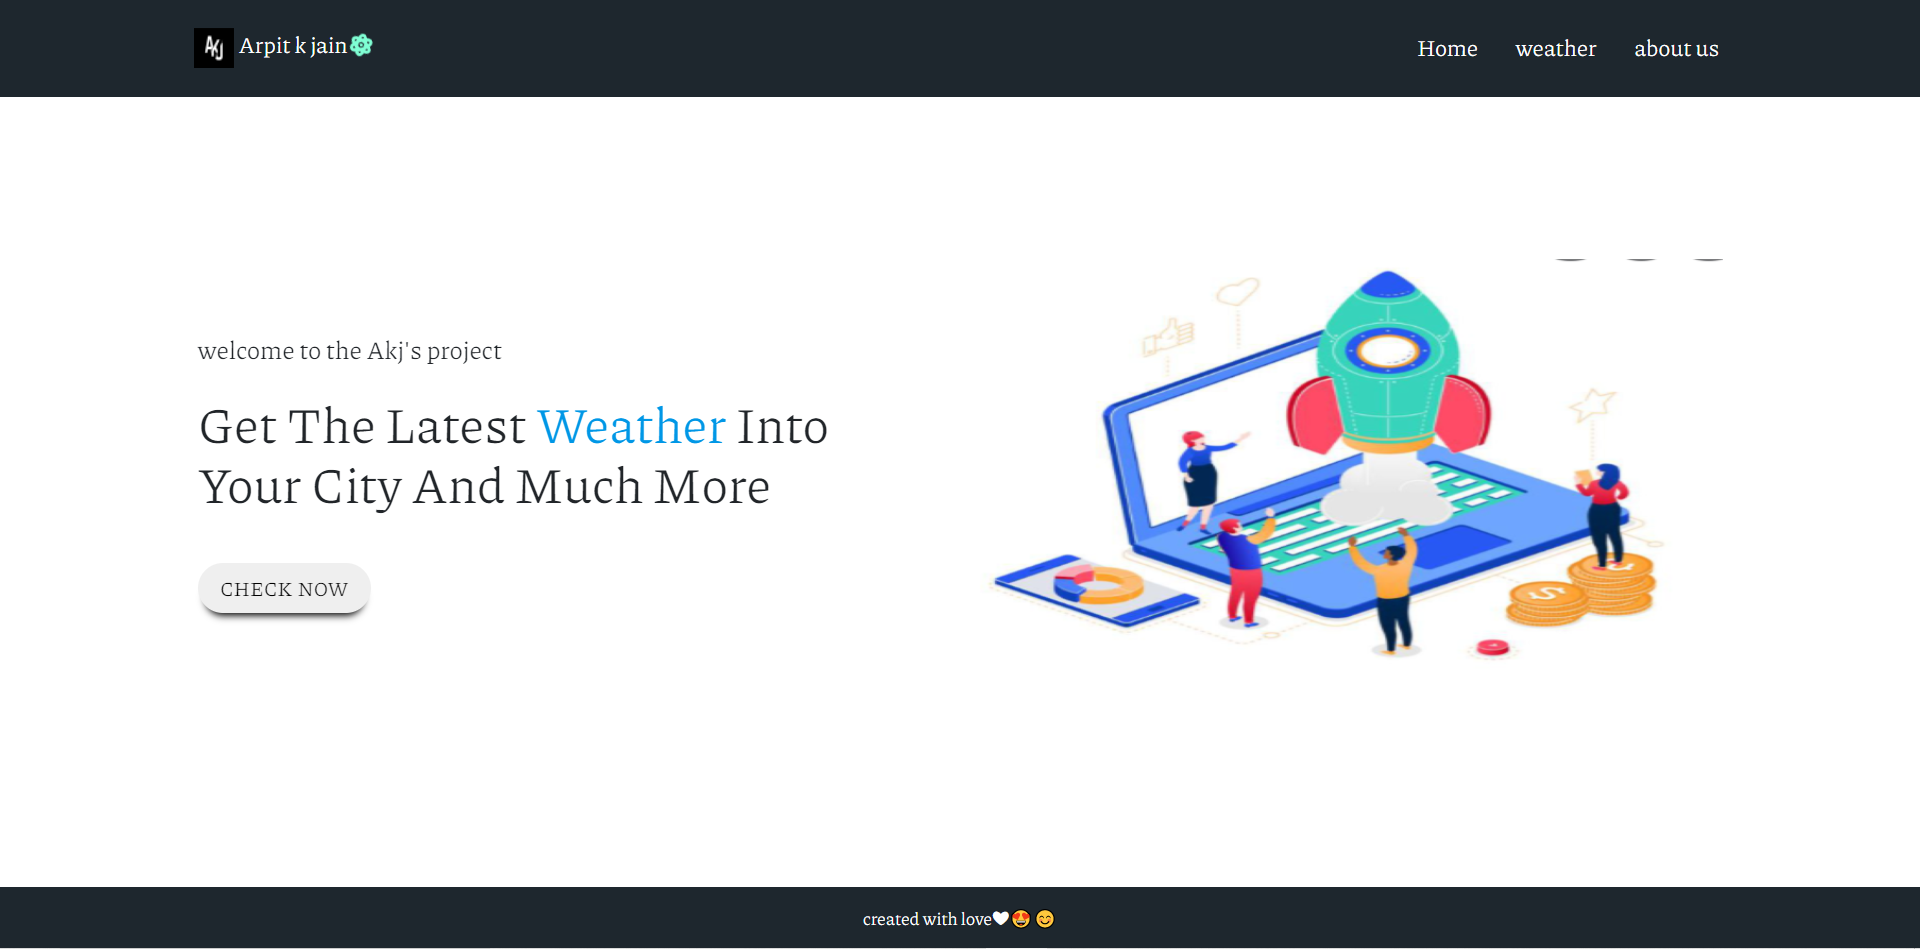 AKJ Arpit k jain
Home weather about us
welcome to the Akj's project
Get The Latest Weather Into
Your City And Much More
CHECK NOW
$
created with love🤍😍 😊